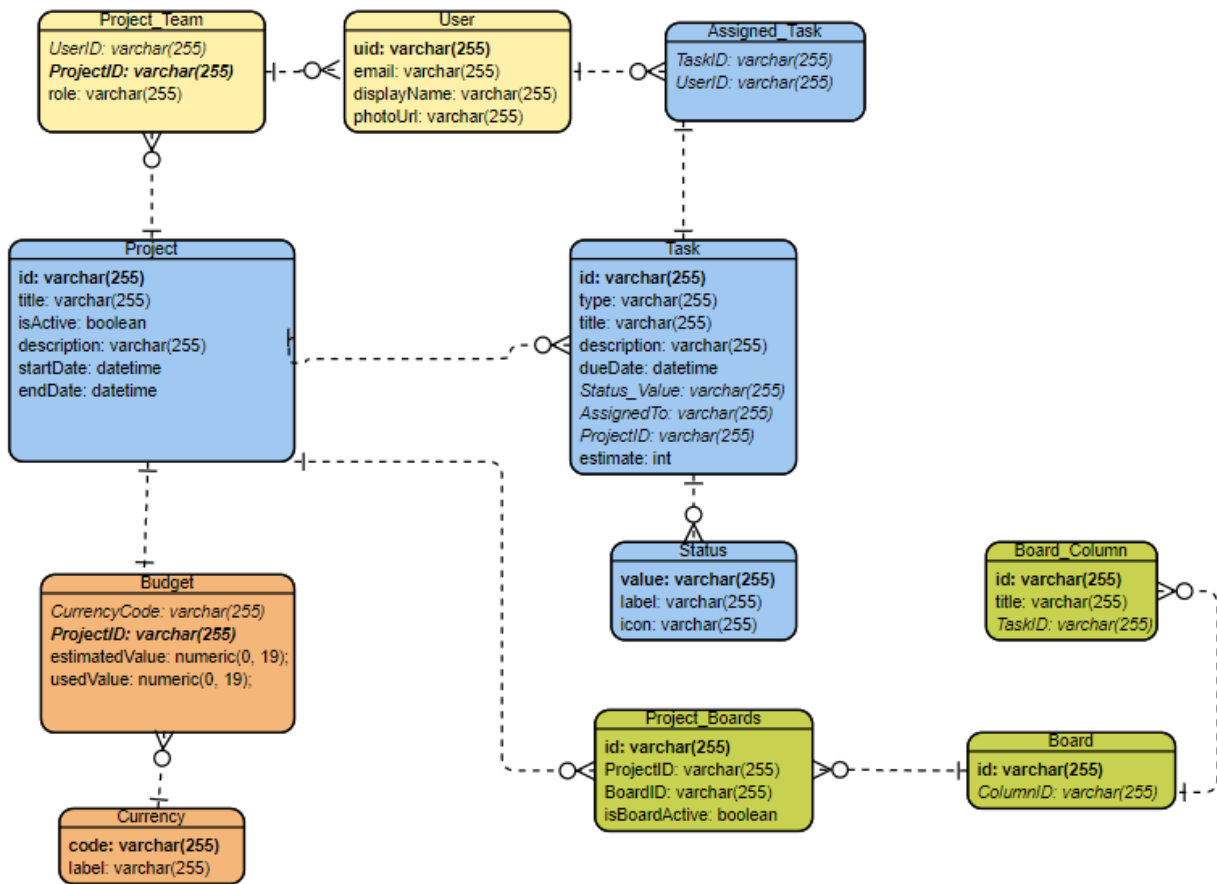 Project_Team
UserID: varchar(255)
ProjectID: varchar(255)
role: varchar(255)
User
uid: varchar(255)
email: varchar(255)
displayName: varchar(255)
photoUrl: varchar(255)
Assigned_Task
TaskID: varchar(255)
UserID: varchar(255)
Project
id: varchar(255)
title: varchar(255)
isActive: boolean
description: varchar(255)
startDate: datetime
endDate: datetime
Task
id: varchar(255)
type: varchar(255)
title: varchar(255)
description: varchar(255)
dueDate: datetime
Status_Value: varchar(255)
AssignedTo: varchar(255)
ProjectID: varchar(255)
estimate: int
Budget
CurrencyCode: varchar(255)
ProjectID: varchar(255)
estimatedValue: numeric(0, 19);
usedValue: numeric(0, 19);
Status
value: varchar(255)
label: varchar(255)
icon: varchar(255)
Board_Column
id: varchar(255)
title: varchar(255)
TaskID: varchar(255)
Project_Boards
id: varchar(255)
ProjectID: varchar(255)
BoardID: varchar(255)
isBoardActive: boolean
Board
id: varchar(255)
ColumnID: varchar(255)
Currency
code: varchar(255)
label: varchar(255)